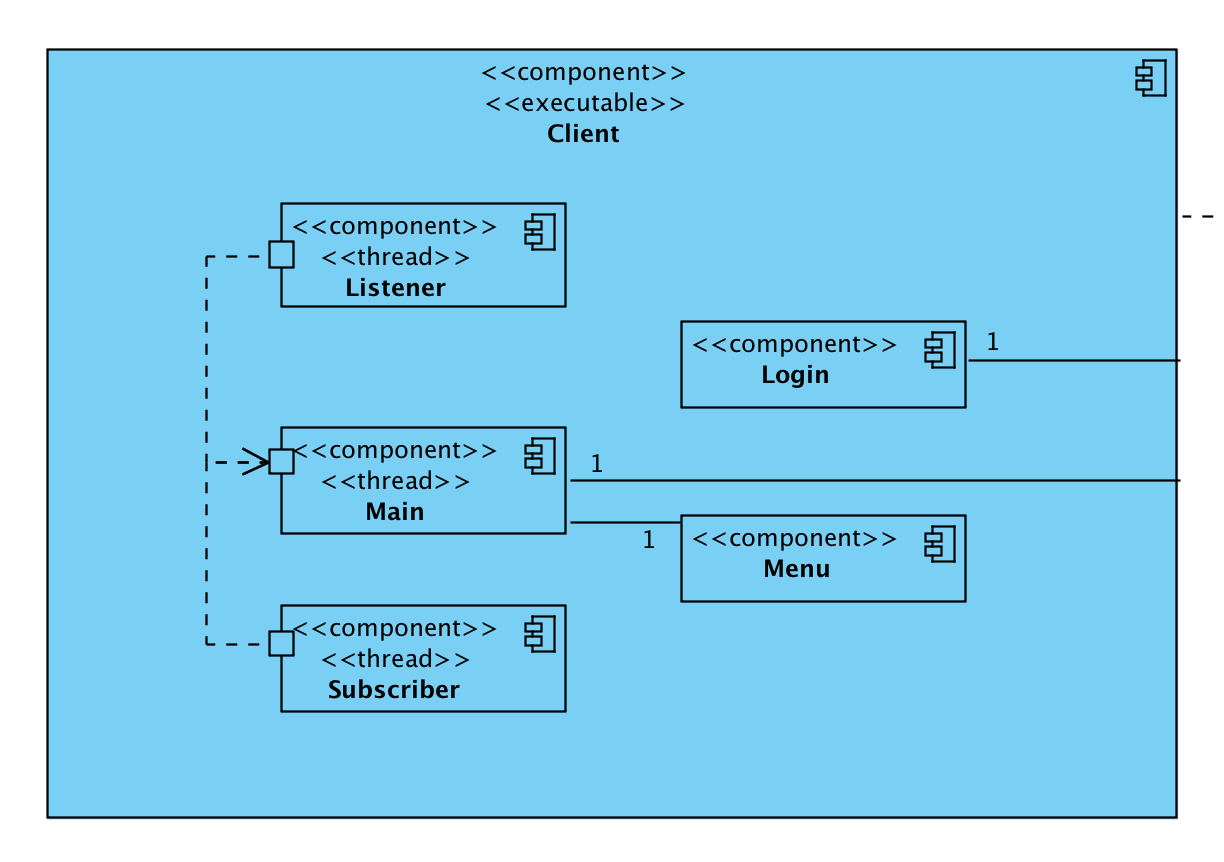 <<component>>
<<executable>>
Client
<<component>>
<<thread>>
Listener
<<component>>
Login
1
<<component>>
<<thread>>
Main
1
1
<<component>>
Menu
<<component>>
<<thread>>
Subscriber